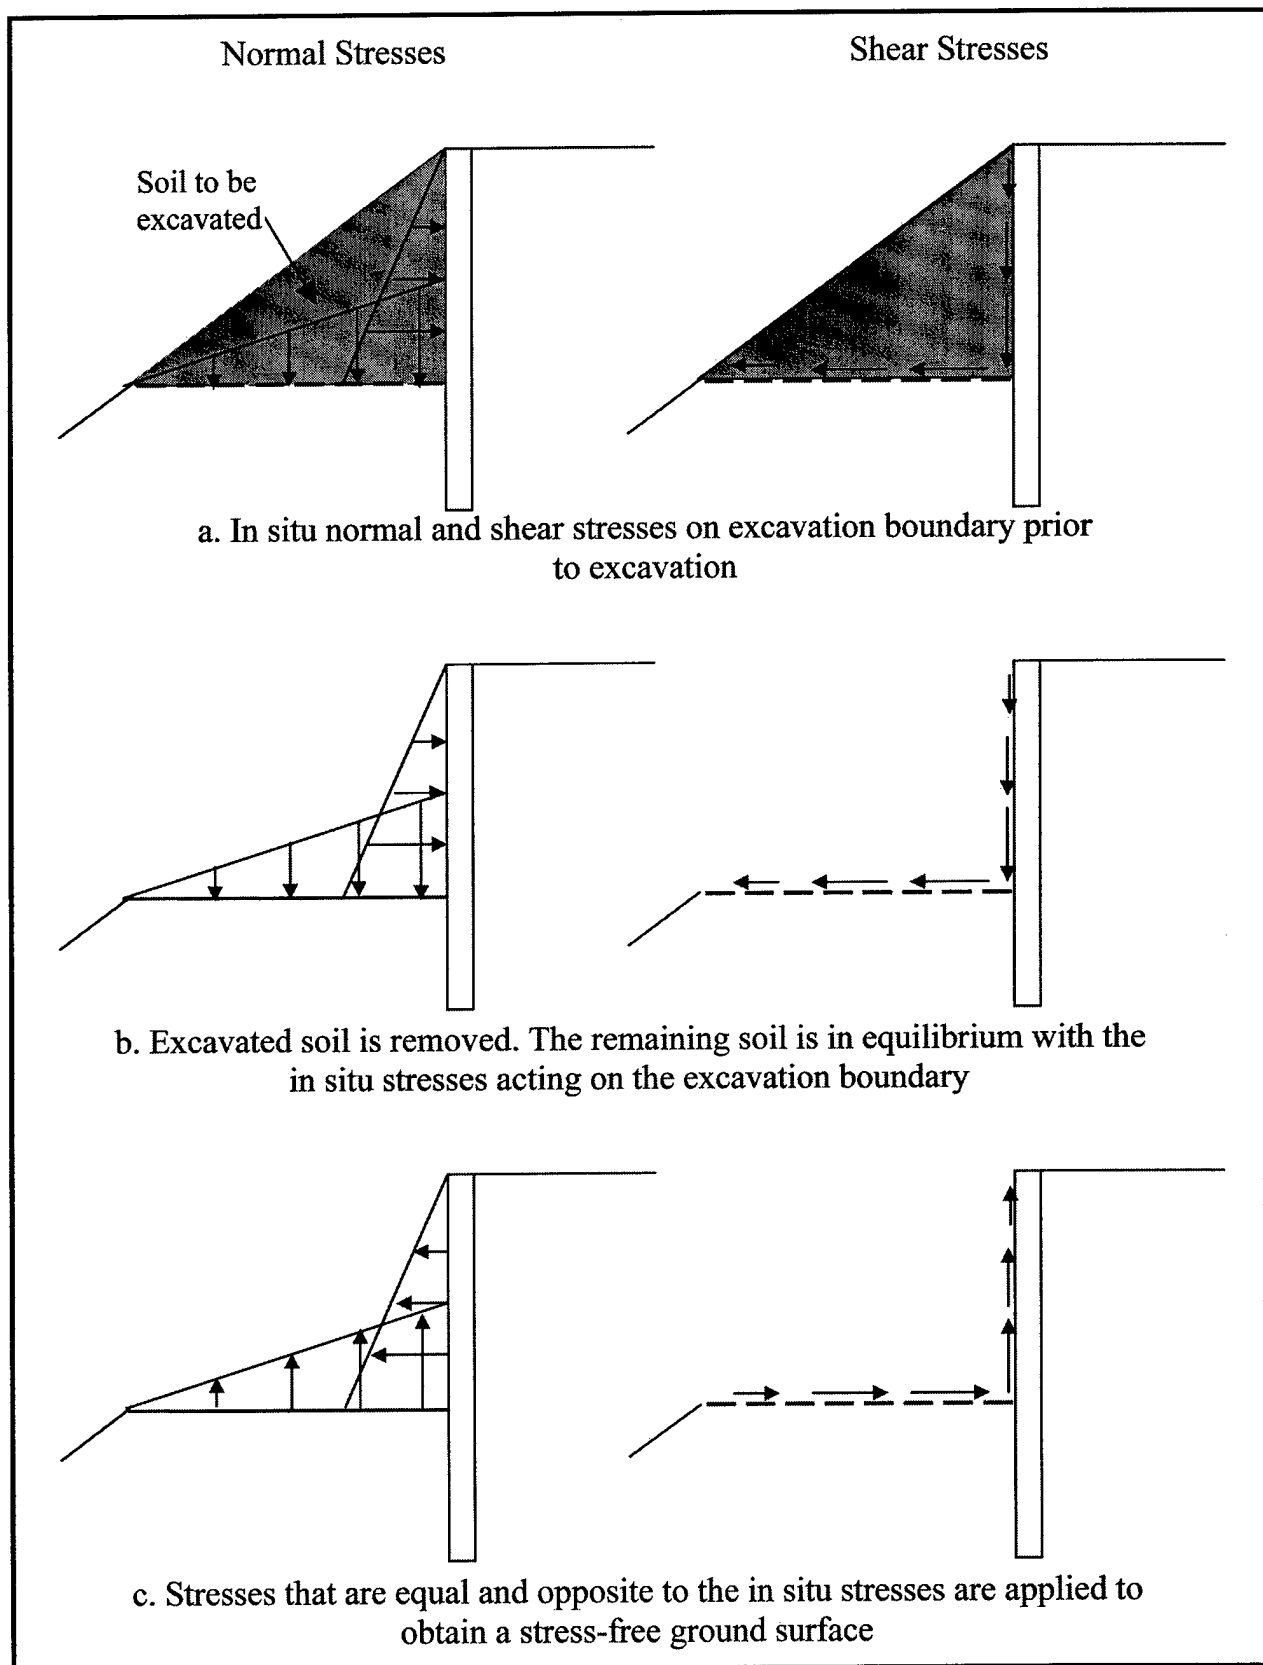 Normal Stresses
Shear Stresses
Soil to be
excavated
a. In situ normal and shear stresses on excavation boundary prior
to excavation
b. Excavated soil is removed. The remaining soil is in equilibrium with the
in situ stresses acting on the excavation boundary
c. Stresses that are equal and opposite to the in situ stresses are applied to
obtain a stress-free ground surface